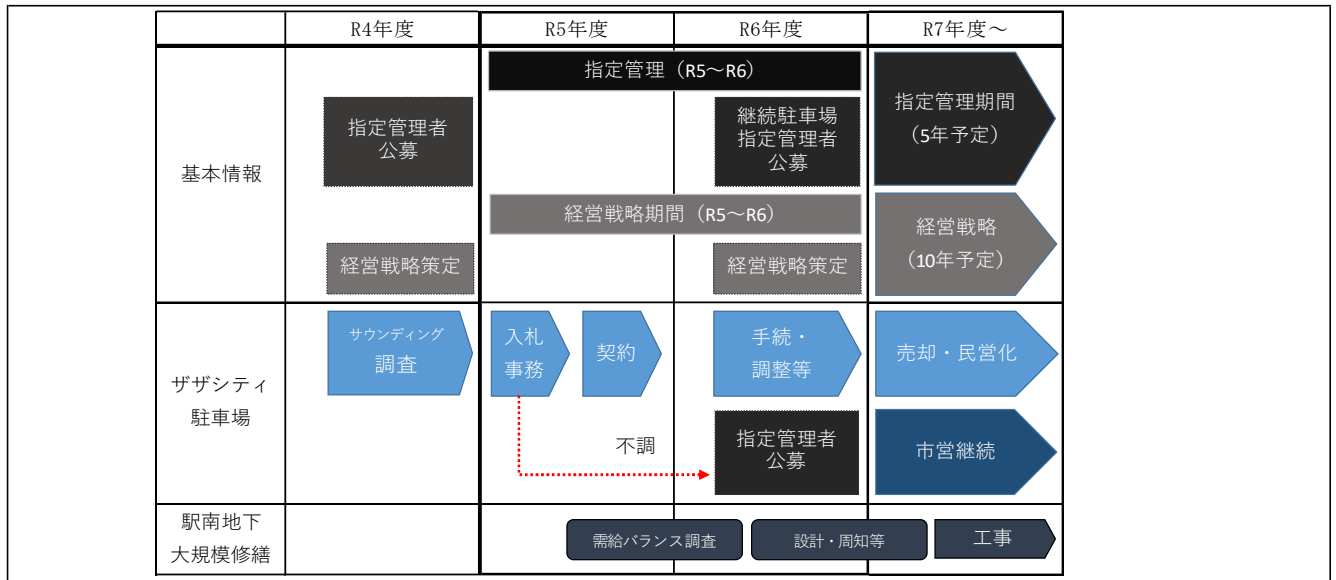 R4年度
R5年度
R6年度
R7年度～
基本情報
指定管理（R5～R6）
指定管理者
公募
継続駐車場
指定管理者
公募
指定管理期間
（5年予定）
経営戦略期間（R5～R6）
経営戦略策定
経営戦略策定
経営戦略
（10年予定）
ザザシティ
駐車場
サウンディング
調査
入札
事務
契約
手続・
調整等
売却・民営化
不調
指定管理者
公募
市営継続
駅南地下
大規模修繕
需給バランス調査
設計・周知等
工事